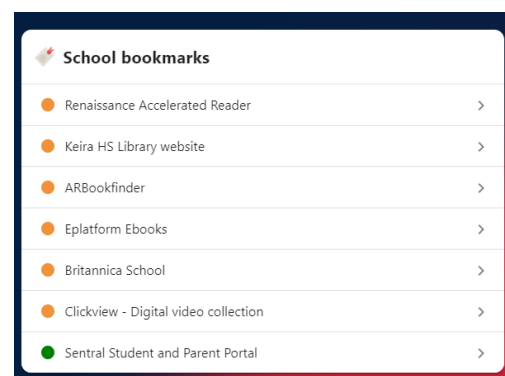 School bookmarks
Renaissance Accelerated Reader
Keira HS Library website
ARBookfinder
Eplatform Ebooks
Britannica School
Clickview - Digital video collection
Sentral Student and Parent Portal